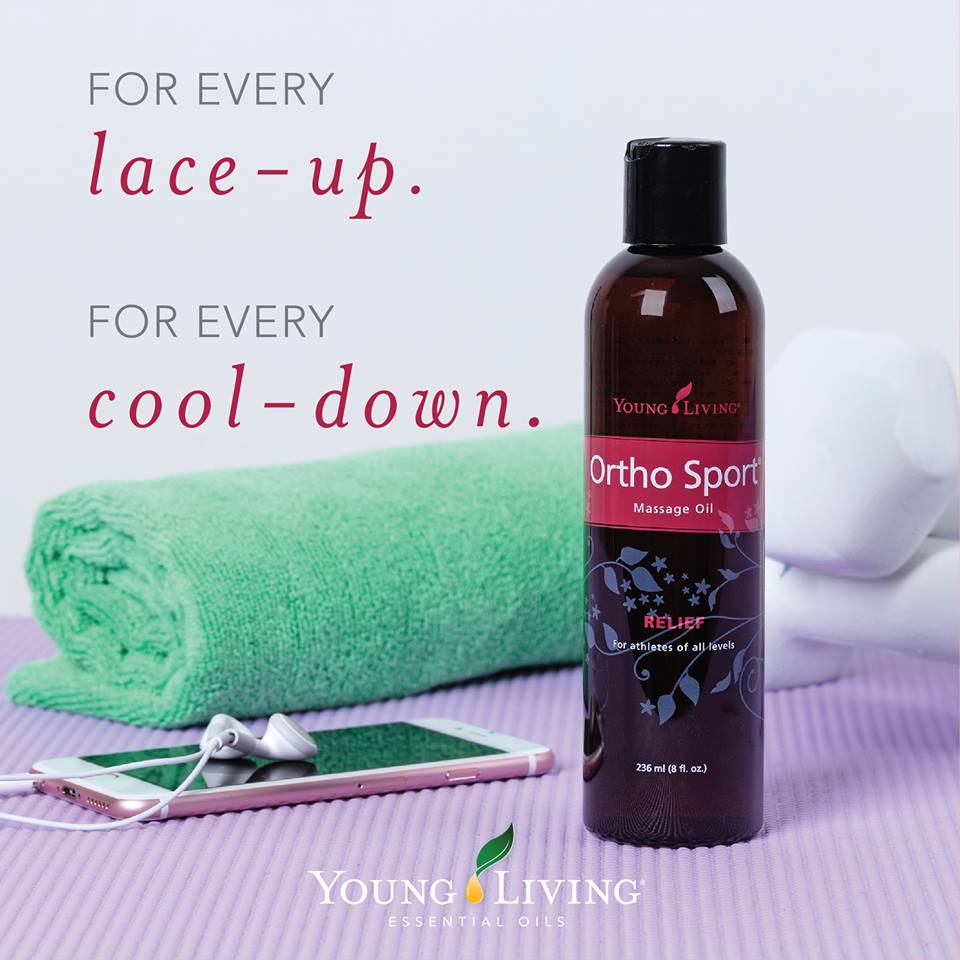 FOR EVERY
lace-up.
FOR EVERY
cool-down.
YOUNG LIVING®
Ortho Sport®
Massage Oil
RELIEF
For athletes of all levels
236 ml (8 fl. oz.)
YOUNG LIVING®
ESSENTIAL OILS